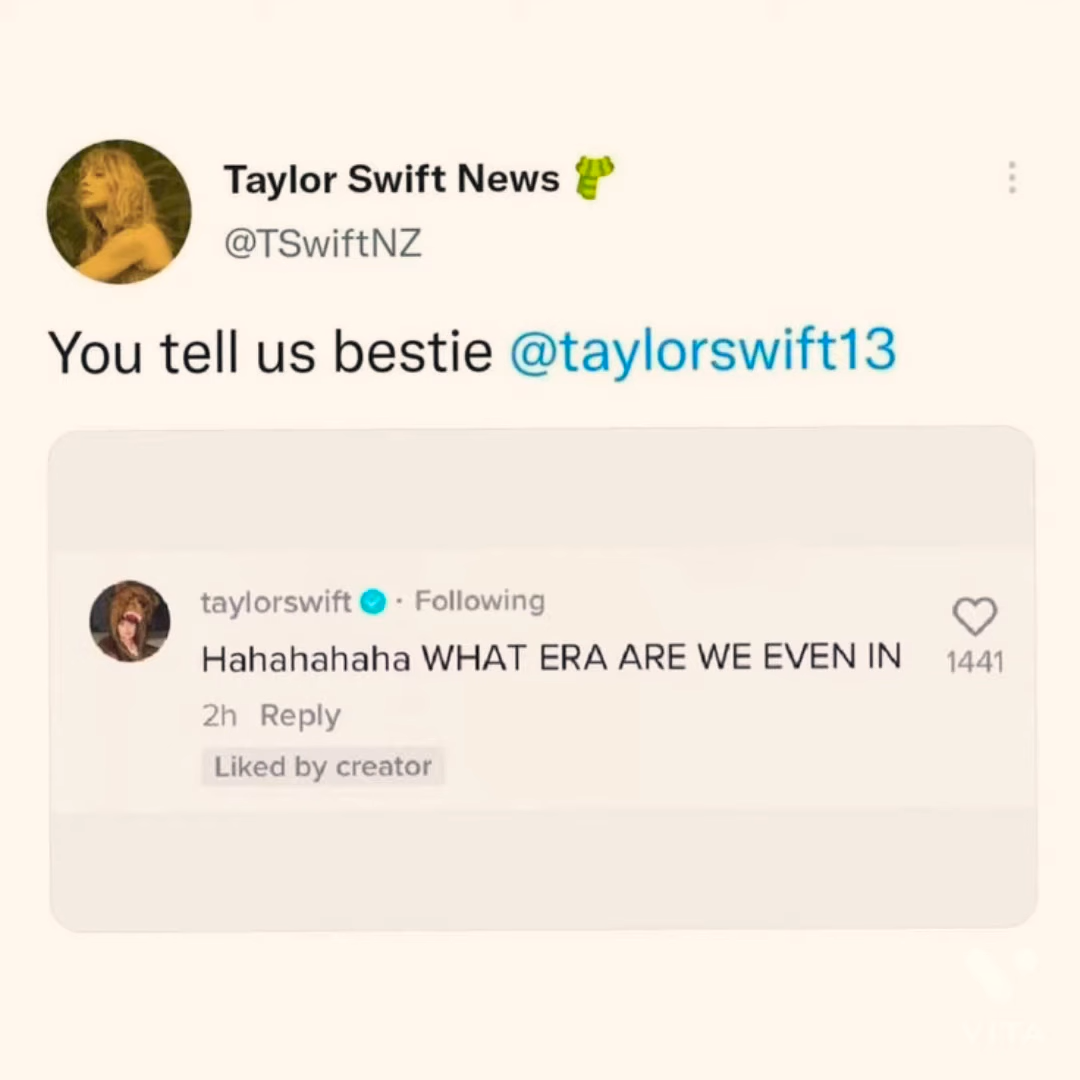 Taylor Swift News 🧣
@TSwiftNZ
You tell us bestie @taylorswift13
taylorswift · Following
Hahahahaha WHAT ERA ARE WE EVEN IN
1441
2h Reply
Liked by creator
VITA